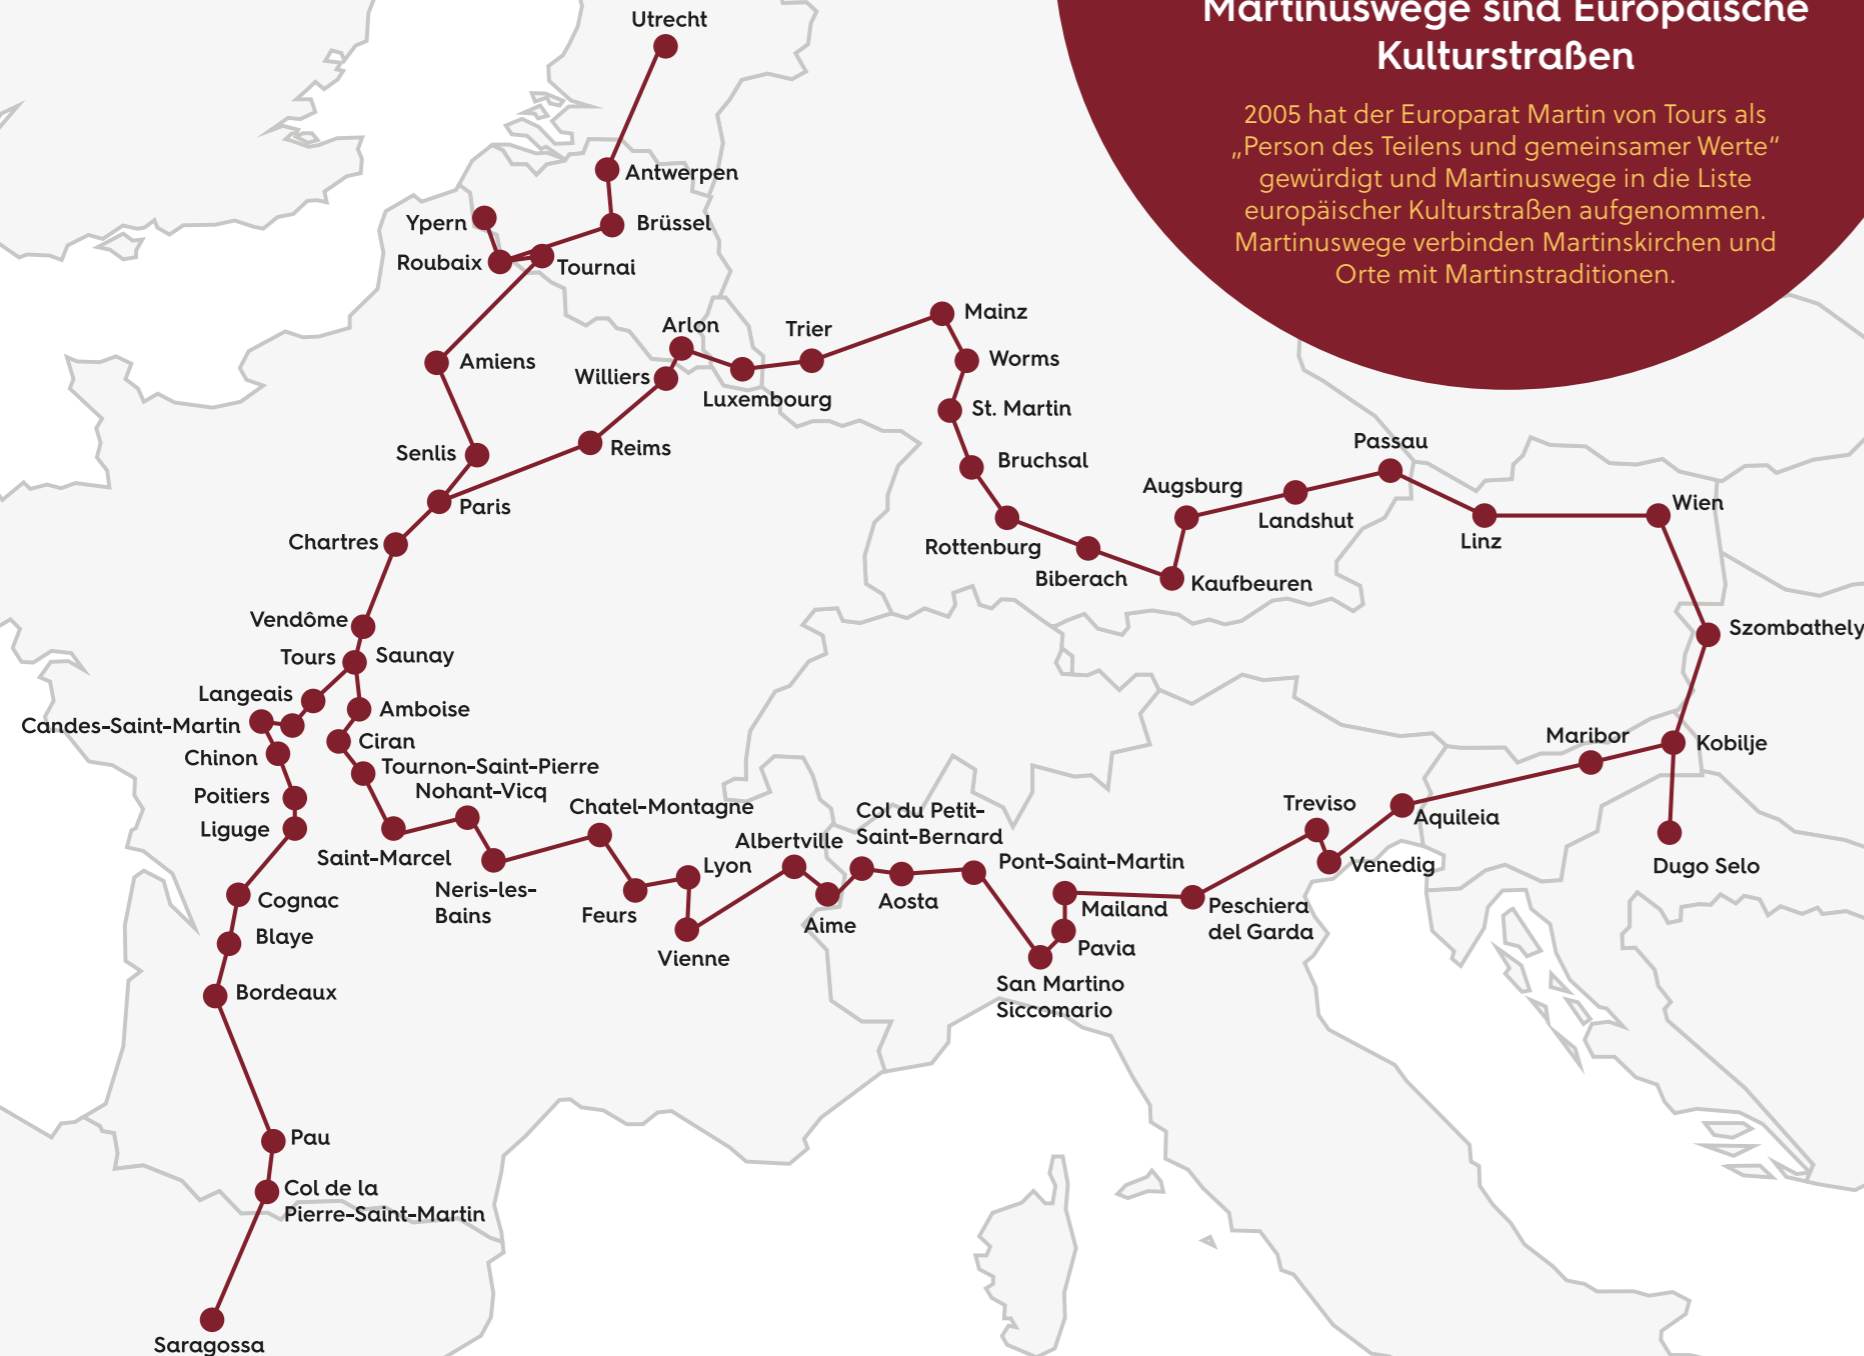 Martinuswege sind Europäische
Kulturstraßen
2005 hat der Europarat Martin von Tours als
„Person des Teilens und gemeinsamer Werte“
gewürdigt und Martinuswege in die Liste
europäischer Kulturstraßen aufgenommen.
Martinuswege verbinden Martinskirchen und
Orte mit Martinstraditionen.
Utrecht
Antwerpen
Ypern
Brüssel
Roubaix
Tournai
Amiens
Senlis
Paris
Reims
Williers
Arlon
Luxembourg
Trier
Mainz
Worms
St. Martin
Bruchsal
Rottenburg
Biberach
Kaufbeuren
Augsburg
Landshut
Passau
Linz
Wien
Szombathely
Kobilje
Dugo Selo
Maribor
Aquileia
Treviso
Venedig
Peschiera
del Garda
Mailand
Pavia
San Martino
Siccomario
Pont-Saint-Martin
Aosta
Col du Petit-
Saint-Bernard
Aime
Albertville
Vienne
Lyon
Feurs
Chatel-Montagne
Neris-les-
Bains
Nohant-Vicq
Saint-Marcel
Tournon-Saint-Pierre
Ciran
Amboise
Saunay
Chartres
Vendôme
Tours
Langeais
Candes-Saint-Martin
Chinon
Poitiers
Liguge
Cognac
Blaye
Bordeaux
Pau
Col de la
Pierre-Saint-Martin
Saragossa